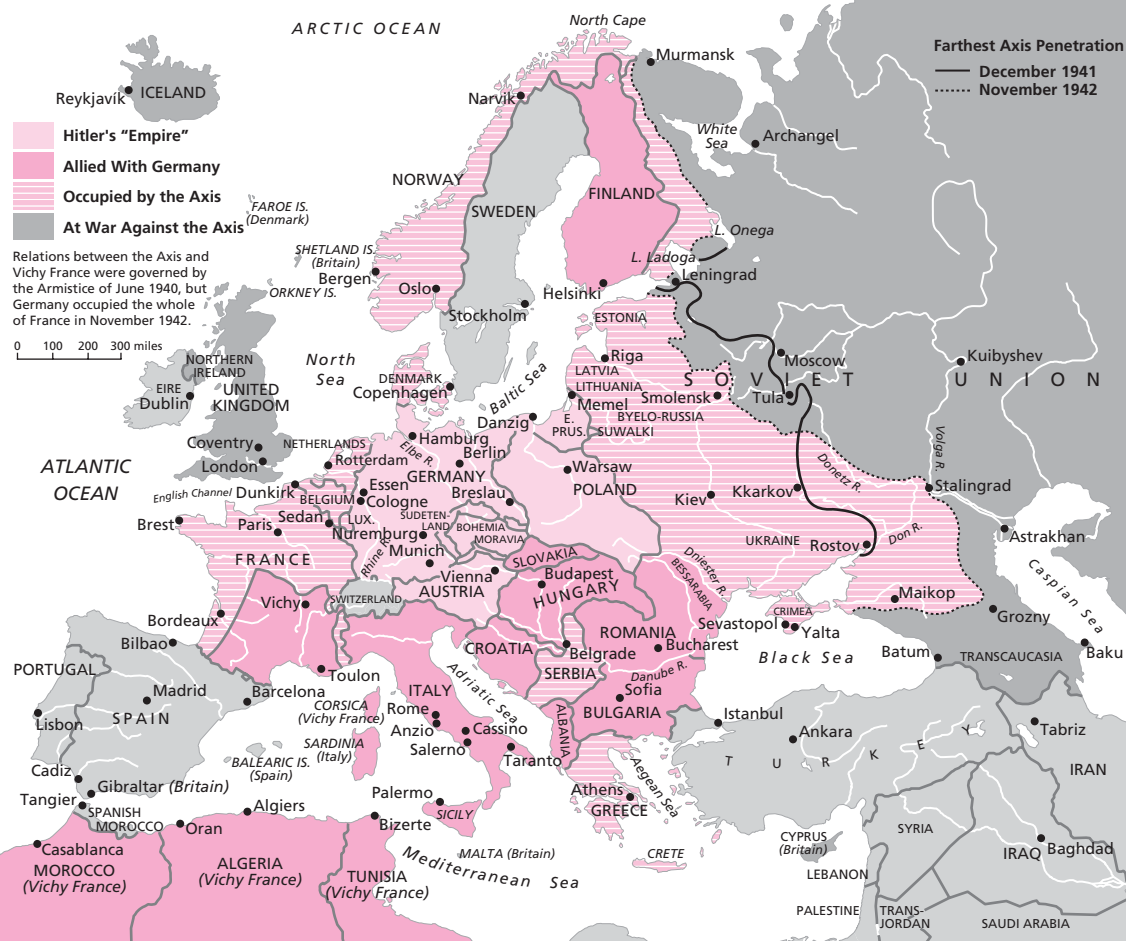 ARCTIC OCEAN
North Cape
Murmansk
Farthest Axis Penetration
December 1941
November 1942
Reykjavík
ICELAND
Narvik
White
Sea
Archangel
Hitler's "Empire"
Allied With Germany
Occupied by the Axis
At War Against the Axis
NORWAY
FINLAND
SWEDEN
FAROE IS.
(Denmark)
L. Onega
Relations between the Axis and
Vichy France were governed by
the Armistice of June 1940, but
Germany occupied the whole
of France in November 1942.
0 100 200 300 miles
SHETLAND IS.
(Britain)
Bergen
ORKNEY IS.
Oslo
L. Ladoga
Leningrad
Helsinki
Stockholm
ESTONIA
NORTHERN
IRELAND
EIRE
Dublin
UNITED
KINGDOM
North
Sea
DENMARK
Copenhagen
Baltic Sea
Riga
LATVIA
LITHUANIA
Memel
Moscow
Kuibyshev
SOVIET UNION
Smolensk
Tula
Danzig
E.
PRUS.
BYELO-RUSSIA
SUWALKI
Coventry
London
NETHERLANDS
Rotterdam
Hamburg
Elbe R.
Berlin
GERMANY
Warsaw
POLAND
Volga R.
Donetz R.
ATLANTIC
OCEAN
English Channel
Dunkirk
BELGIUM
Essen
Cologne
Breslau
Kiev
Kkarkov
Stalingrad
Brest
Paris
Sedan
LUX.
SUDETEN-
LAND
Nuremburg
BOHEMIA
MORAVIA
UKRAINE
Rostov
Don R.
Astrakhan
FRANCE
Rhine R.
Munich
SLOVAKIA
Dniester R.
BESSARABIA
Vienna
AUSTRIA
Budapest
HUNGARY
Caspian Sea
Vichy
SWITZERLAND
CRIMEA
Maikop
Bordeaux
Sevastopol
Yalta
Grozny
Bilbao
CROATIA
Belgrade
ROMANIA
Bucharest
Black Sea
Batum
TRANSCAUCASIA
Baku
PORTUGAL
Toulon
SERBIA
Danube R.
Madrid
Barcelona
ITALY
Adriatic Sea
Sofia
BULGARIA
SPAIN
CORSICA
(Vichy France)
Rome
Lisbon
Anzio
Cassino
Istanbul
Tabriz
SARDINIA
(Italy)
Salerno
ALBANIA
Ankara
BALEARIC IS.
(Spain)
Taranto
TURKEY
Cadiz
Gibraltar (Britain)
Aegean Sea
IRAN
Tangier
SPANISH
MOROCCO
Algiers
Palermo
SICILY
Athens
GREECE
Oran
Bizerte
CYPRUS
(Britain)
SYRIA
Casablanca
MOROCCO
(Vichy France)
ALGERIA
(Vichy France)
TUNISIA
(Vichy France)
MALTA (Britain)
Mediterranean Sea
CRETE
LEBANON
IRAQ
Baghdad
PALESTINE
TRANS-
JORDAN
SAUDI ARABIA